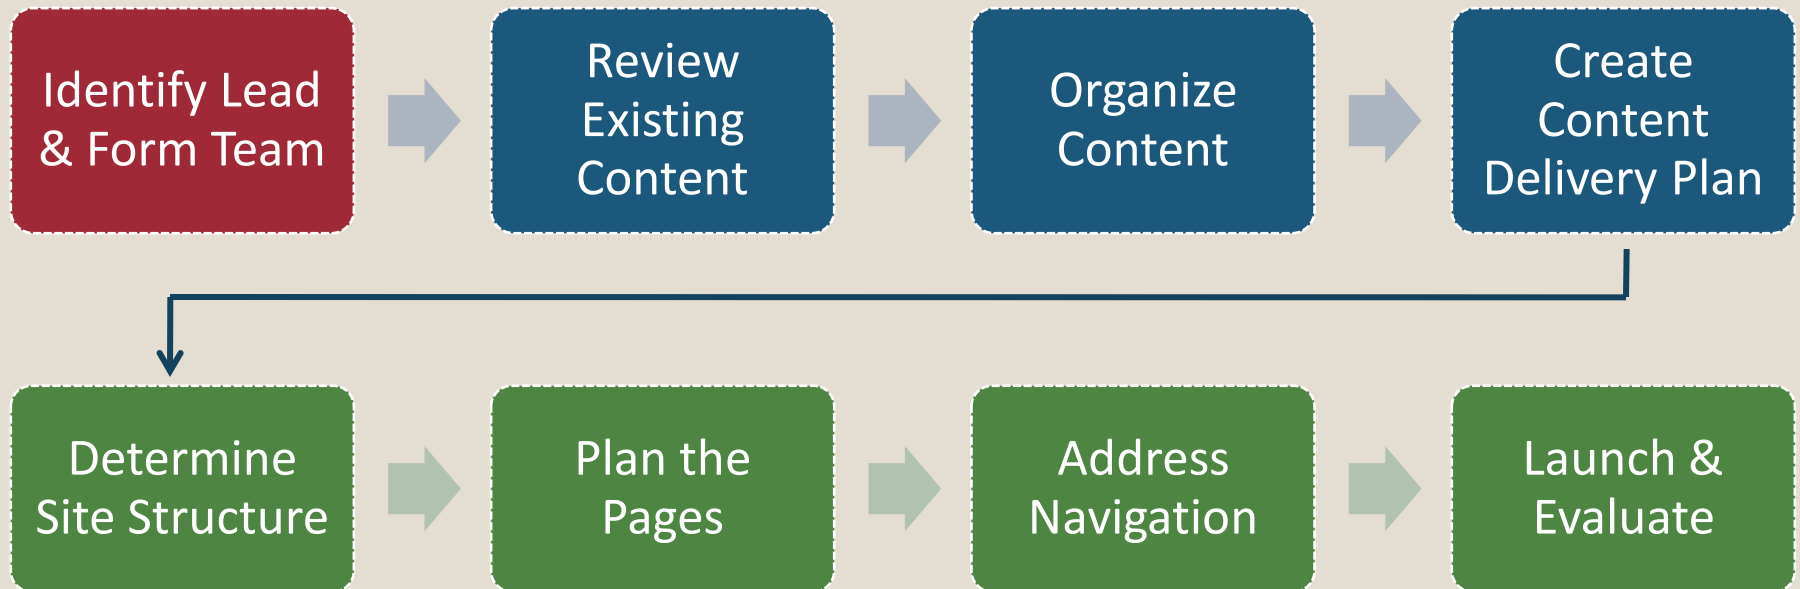 Identify Lead
& Form Team
Review
Existing
Content
Organize
Content
Create
Content
Delivery Plan
Determine
Site Structure
Plan the
Pages
Address
Navigation
Launch &
Evaluate